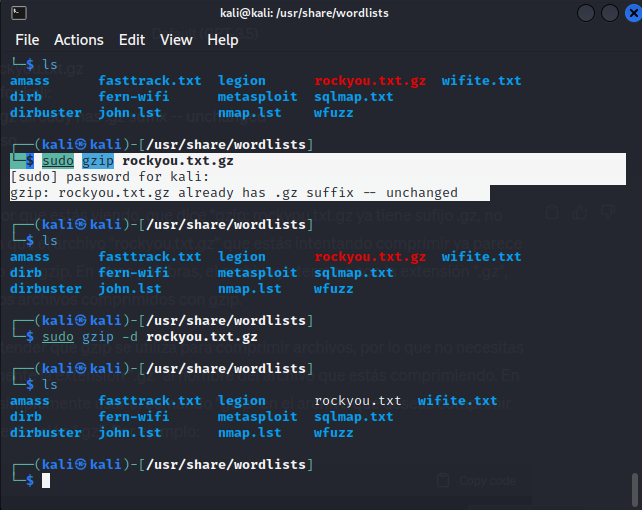 kali@kali: /usr/share/wordlists
File Actions Edit View Help
└─$ ls
amass fasttrack.txt legion rockyou.txt.gz wifite.txt
dirb fern-wifi metasploit sqlmap.txt
dirbuster john.lst nmap.lst wfuzz
┌──(kali㉿kali)-[/usr/share/wordlists]
└─$ sudo gzip rockyou.txt.gz
[sudo] password for kali:
gzip: rockyou.txt.gz already has .gz suffix -- unchanged
┌──(kali㉿kali)-[/usr/share/wordlists]
└─$ ls
amass fasttrack.txt legion rockyou.txt.gz wifite.txt
dirb fern-wifi metasploit sqlmap.txt
dirbuster john.lst nmap.lst wfuzz
┌──(kali㉿kali)-[/usr/share/wordlists]
└─$ sudo gzip -d rockyou.txt.gz
┌──(kali㉿kali)-[/usr/share/wordlists]
└─$ ls
amass fasttrack.txt legion rockyou.txt wifite.txt
dirb fern-wifi metasploit sqlmap.txt
dirbuster john.lst nmap.lst wfuzz
┌──(kali㉿kali)-[/usr/share/wordlists]
└─$
Copy code